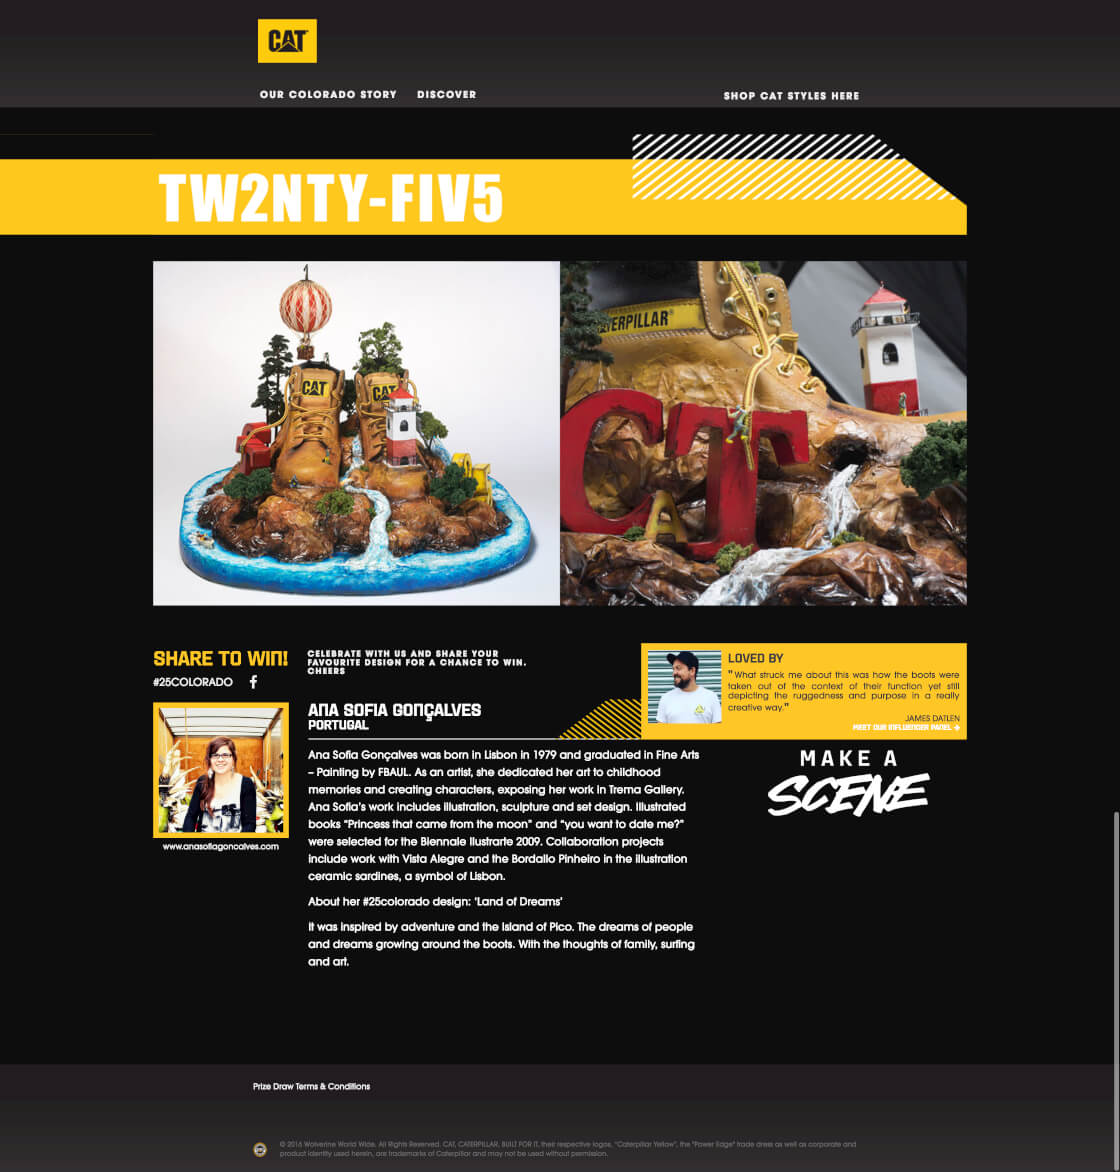 CAT
OUR COLORADO STORY DISCOVER SHOP CAT STYLES HERE
TW2NTY-FIV5
CAT
CAT
TERPILLAR®
CAT
SHARE TO WIN!
#25COLORADO
CELEBRATE WITH US AND SHARE YOUR
FAVOURITE DESIGN FOR A CHANCE TO WIN.
CHEERS
LOVED BY
"What struck me about this was how the boots were
taken out of the context of their function yet still
depicting the ruggedness and purpose in a really
creative way."
JAMES DATLEN
MEET OUR INFLUENCER PANEL →
ANA SOFIA GONÇALVES
PORTUGAL
www.anasofiagoncalves.com
Ana Sofia Gonçalves was born in Lisbon in 1979 and graduated in Fine Arts
– Painting by FBAUL. As an artist, she dedicated her art to childhood
memories and creating characters, exposing her work in Trema Gallery.
Ana Sofia's work includes illustration, sculpture and set design. Illustrated
books "Princess that came from the moon" and "you want to date me?"
were selected for the Biennale Ilustrarte 2009. Collaboration projects
include work with Vista Alegre and the Bordallo Pinheiro in the illustration
ceramic sardines, a symbol of Lisbon.
About her #25colorado design: 'Land of Dreams'
It was inspired by adventure and the Island of Pico. The dreams of people
and dreams growing around the boots. With the thoughts of family, surfing
and art.
MAKE A
SCENE
Prize Draw Terms & Conditions
© 2016 Wolverine World Wide. All Rights Reserved. CAT, CATERPILLAR, BUILT FOR IT, their respective logos, "Caterpillar Yellow", the "Power Edge" trade dress as well as corporate and
product identity used herein, are trademarks of Caterpillar and may not be used without permission.